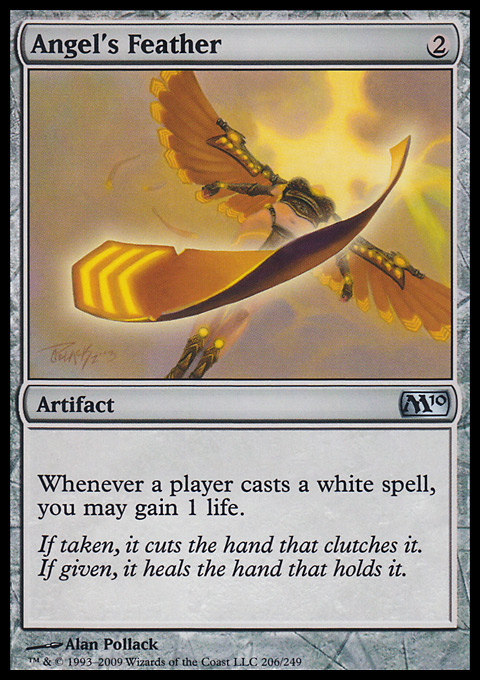 Angel's Feather 2
Artifact M10
Whenever a player casts a white spell,
you may gain 1 life.
If taken, it cuts the hand that clutches it.
If given, it heals the hand that holds it.
Alan Pollack
™ & © 1993–2009 Wizards of the Coast LLC 206/249